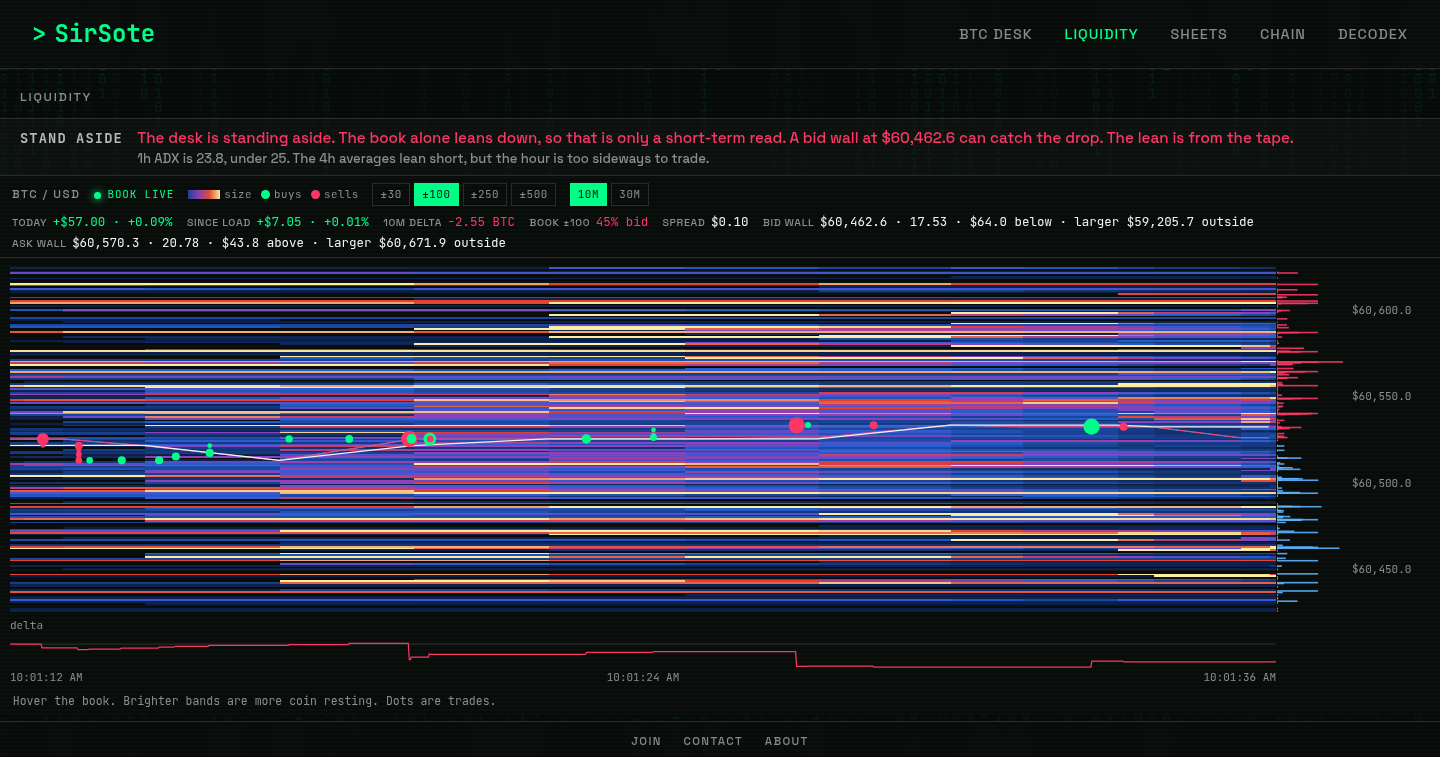 > SirSote
BTC DESK LIQUIDITY SHEETS CHAIN DECODEX
LIQUIDITY
STAND ASIDE The desk is standing aside. The book alone leans down, so that is only a short-term read. A bid wall at $60,462.6 can catch the drop. The lean is from the tape.
1h ADX is 23.8, under 25. The 4h averages lean short, but the hour is too sideways to trade.
BTC / USD BOOK LIVE size buys sells ±30 ±100 ±250 ±500 10M 30M
TODAY +$57.00 · +0.09% SINCE LOAD +$7.05 · +0.01% 10M DELTA -2.55 BTC BOOK ±100 45% bid SPREAD $0.10 BID WALL $60,462.6 · 17.53 · $64.0 below · larger $59,205.7 outside
ASK WALL $60,570.3 · 20.78 · $43.8 above · larger $60,671.9 outside
$60,600.0
$60,550.0
$60,500.0
$60,450.0
delta
10:01:12 AM 10:01:24 AM 10:01:36 AM
Hover the book. Brighter bands are more coin resting. Dots are trades.
JOIN CONTACT ABOUT